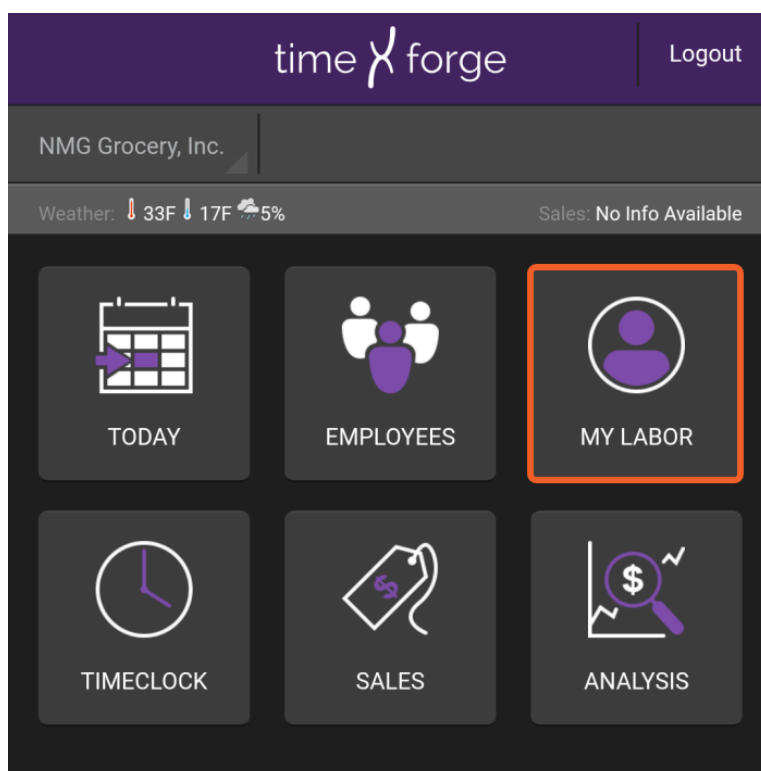 time forge
Logout
NMG Grocery, Inc.
Weather: 33F 17F 5%
Sales: No Info Available
TODAY
EMPLOYEES
MY LABOR
$
$
TIMECLOCK
SALES
ANALYSIS